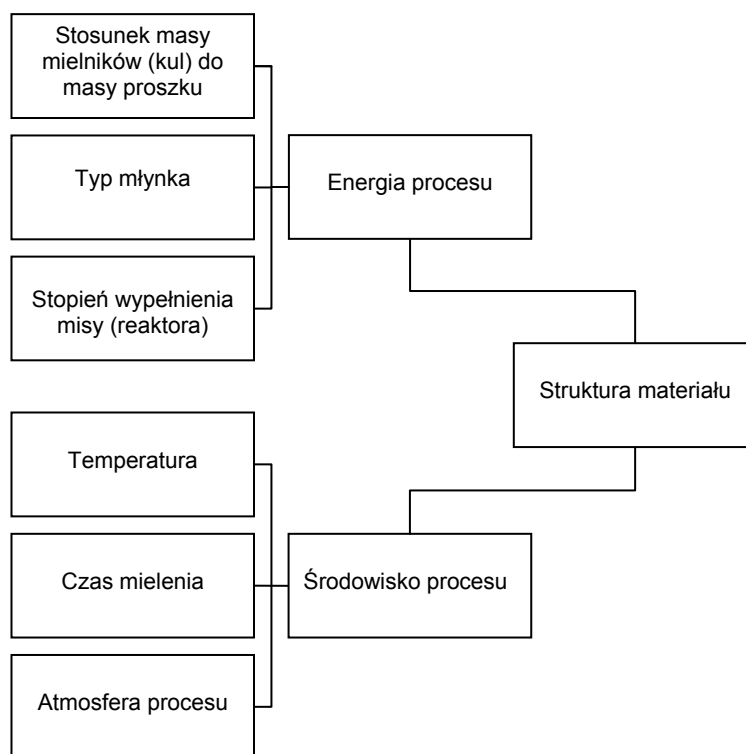 Stosunek masy
mielników (kul) do
masy proszku
Typ młynka
Energia procesu
Stopień wypełnienia
misy (reaktora)
Struktura materiału
Temperatura
Czas mielenia
Środowisko procesu
Atmosfera procesu